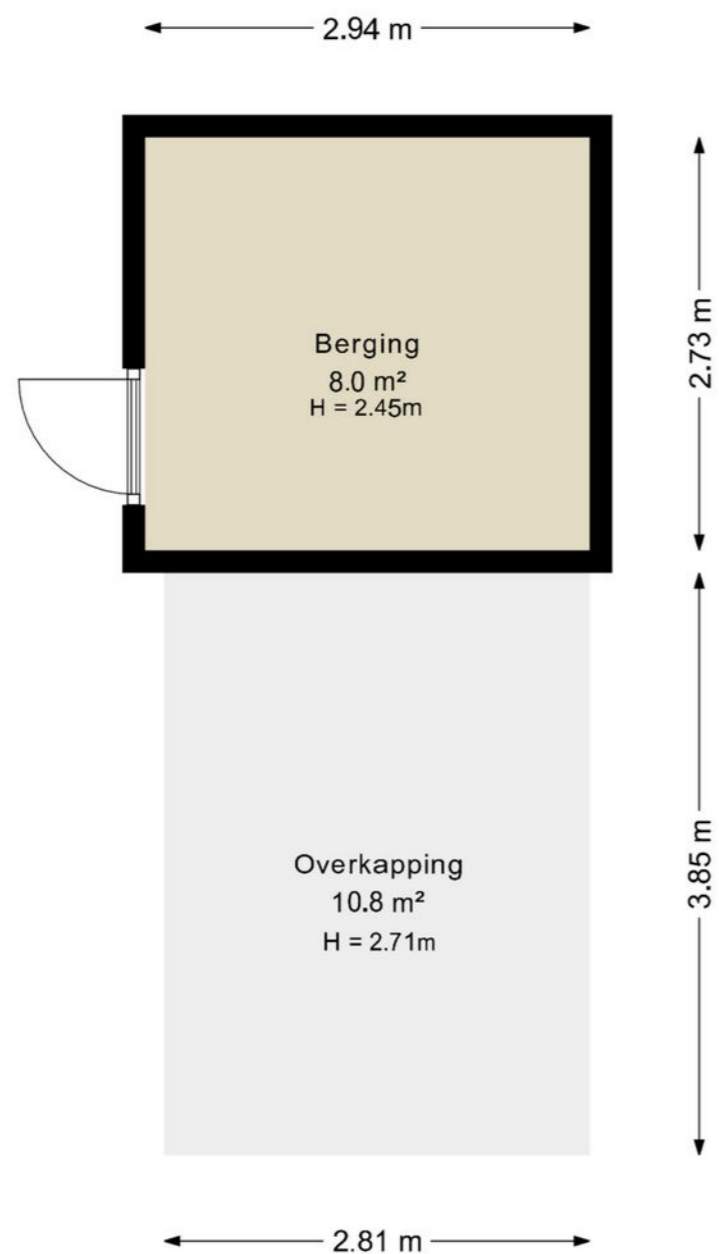 2.94 m
2.73 m
Berging
8.0 m²
H = 2.45m
3.85 m
Overkapping
10.8 m²
H = 2.71m
2.81 m